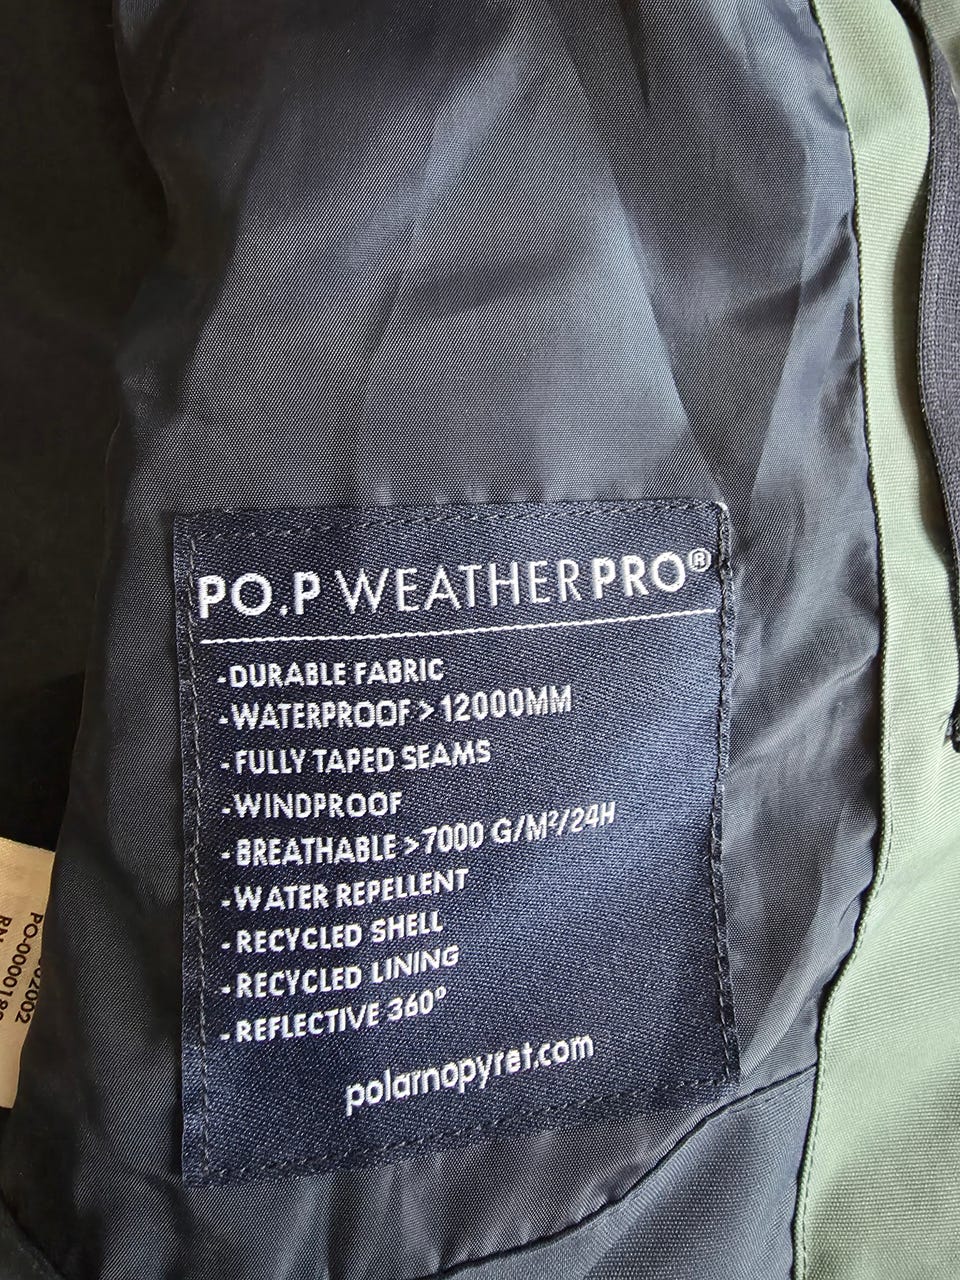 PO.P WEATHERPRO®
-DURABLE FABRIC
-WATERPROOF > 12000MM
-FULLY TAPED SEAMS
-WINDPROOF
-BREATHABLE >7000 G/M²/24H
-WATER REPELLENT
-RECYCLED SHELL
-RECYCLED LINING
-REFLECTIVE 360°
polarnopyret.com